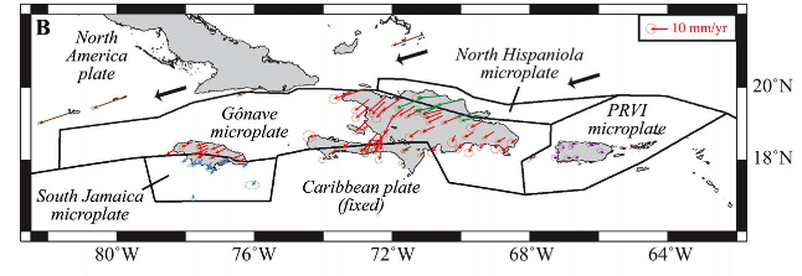 B
North
America
plate
10 mm/yr
North Hispaniola
microplate
20°N
Gônave
microplate
PRVI
microplate
18°N
South Jamaica
microplate
Caribbean plate
(fixed)
80°W
76°W
72°W
68°W
64°W